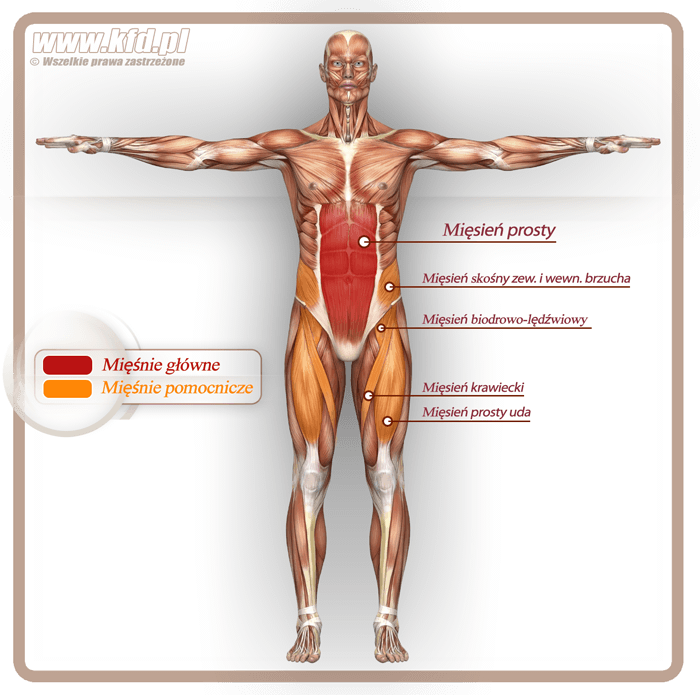 www.kfd.pl
© Wszelkie prawa zastrzeżone
Mięsień prosty
Mięsień skośny zew. i wewn. brzucha
Mięsień biodrowo-lędźwiowy
Mięśnie główne
Mięśnie pomocnicze
Mięsień krawiecki
Mięsień prosty uda